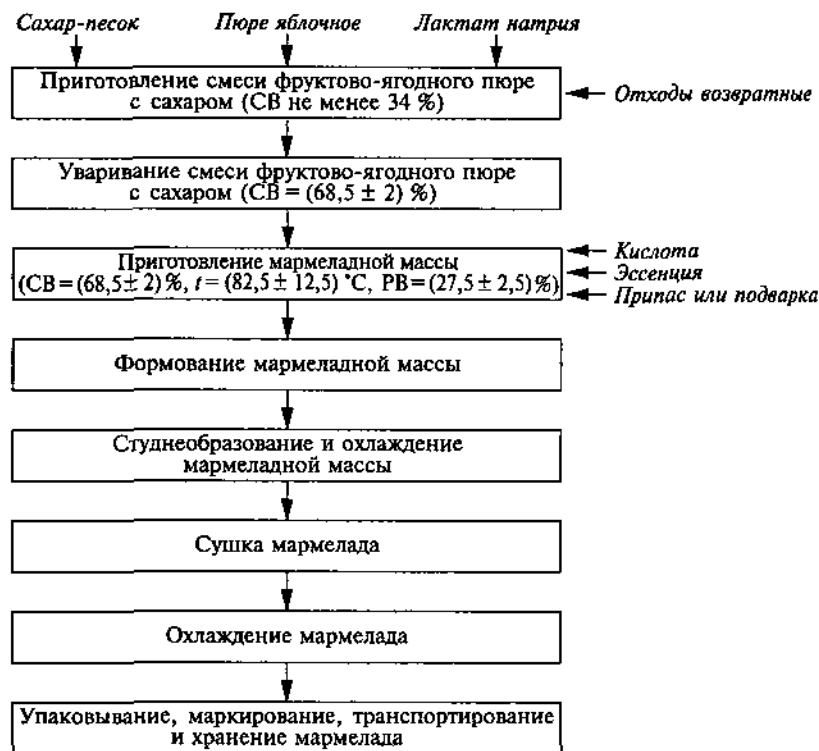 Сахар-песок Пюре яблочное Лактат натрия
Приготовление смеси фруктово-ягодного пюре
с сахаром (СВ не менее 34 %)
Отходы возвратные
Уваривание смеси фруктово-ягодного пюре
с сахаром (СВ = (68,5 ± 2) %)
Приготовление мармеладной массы
(СВ = (68,5± 2) %, t = (82,5 ± 12,5) °С, РВ = (27,5 ± 2,5) %)
Кислота
Эссенция
Припас или подварка
Формование мармеладной массы
Студнеобразование и охлаждение
мармеладной массы
Сушка мармелада
Охлаждение мармелада
Упаковывание, маркирование, транспортирование
и хранение мармелада